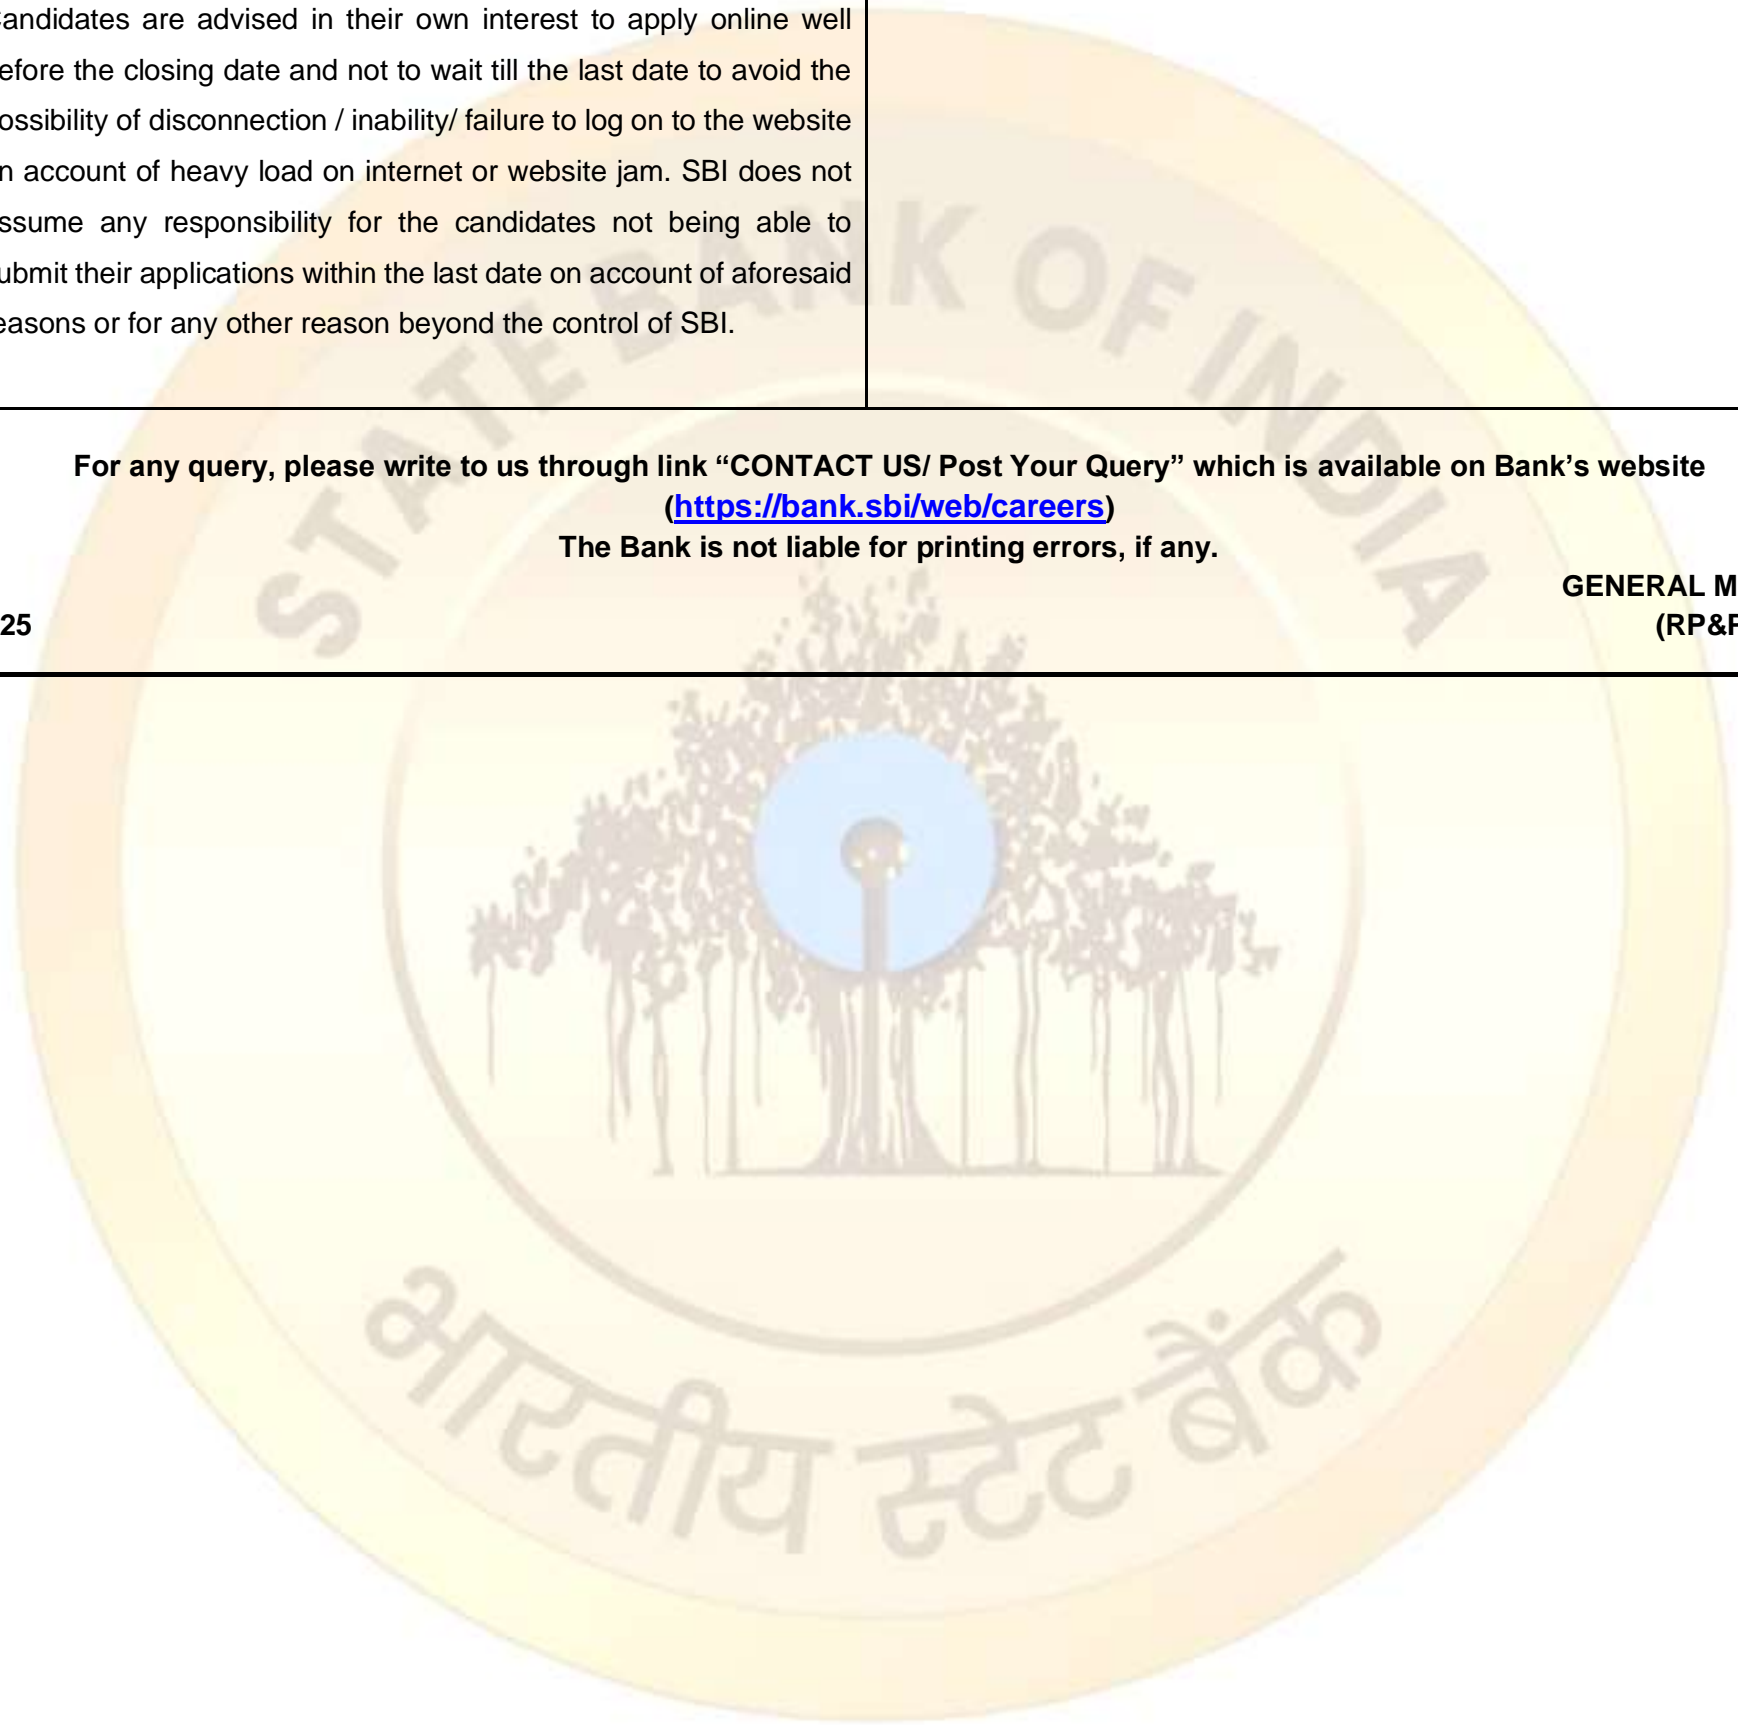 andidates are advised in their own interest to apply online well
efore the closing date and not to wait till the last date to avoid the
ossibility of disconnection / inability/ failure to log on to the website
n account of heavy load on internet or website jam. SBI does not
ssume any responsibility for the candidates not being able to
ubmit their applications within the last date on account of aforesaid
easons or for any other reason beyond the control of SBI.
For any query, please write to us through link “CONTACT US/ Post Your Query” which is available on Bank’s website
(https://bank.sbi/web/careers)
The Bank is not liable for printing errors, if any.
GENERAL M
25 (RP&
STATE BANK OF INDIA
भारतीय स्टेट बैंक